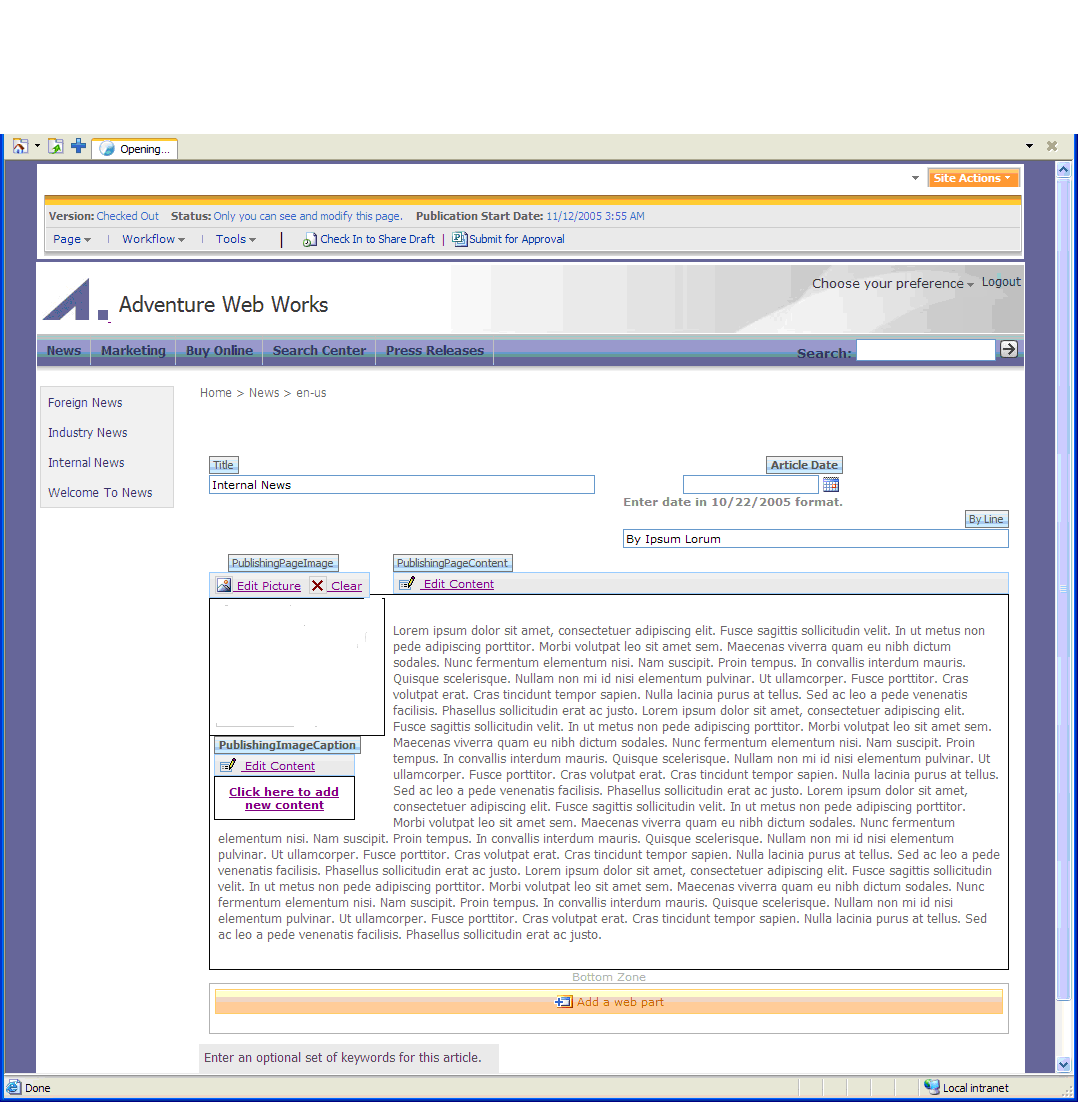 Opening...
Site Actions
Version: Checked Out Status: Only you can see and modify this page. Publication Start Date: 11/12/2005 3:55 AM
Page Workflow Tools | Check In to Share Draft | Submit for Approval
Choose your preference Logout
Adventure Web Works
News Marketing Buy Online Search Center Press Releases Search:
Home > News > en-us
Foreign News
Industry News
Internal News
Welcome To News
Title Article Date
Internal News
Enter date in 10/22/2005 format.
By Line
By Ipsum Lorum
PublishingPageImage PublishingPageContent
Edit Picture Clear Edit Content
Lorem ipsum dolor sit amet, consectetuer adipiscing elit. Fusce sagittis sollicitudin velit. In ut metus non
pede adipiscing porttitor. Morbi volutpat leo sit amet sem. Maecenas viverra quam eu nibh dictum
sodales. Nunc fermentum elementum nisi. Nam suscipit. Proin tempus. In convallis interdum mauris.
Quisque scelerisque. Nullam non mi id nisi elementum pulvinar. Ut ullamcorper. Fusce porttitor. Cras
volutpat erat. Cras tincidunt tempor sapien. Nulla lacinia purus at tellus. Sed ac leo a pede venenatis
facilisis. Phasellus sollicitudin erat ac justo. Lorem ipsum dolor sit amet, consectetuer adipiscing elit.
Fusce sagittis sollicitudin velit. In ut metus non pede adipiscing porttitor. Morbi volutpat leo sit amet sem.
Maecenas viverra quam eu nibh dictum sodales. Nunc fermentum elementum nisi. Nam suscipit. Proin
tempus. In convallis interdum mauris. Quisque scelerisque. Nullam non mi id nisi elementum pulvinar. Ut
ullamcorper. Fusce porttitor. Cras volutpat erat. Cras tincidunt tempor sapien. Nulla lacinia purus at tellus.
Sed ac leo a pede venenatis facilisis. Phasellus sollicitudin erat ac justo. Lorem ipsum dolor sit amet,
consectetuer adipiscing elit. Fusce sagittis sollicitudin velit. In ut metus non pede adipiscing porttitor.
Morbi volutpat leo sit amet sem. Maecenas viverra quam eu nibh dictum sodales. Nunc fermentum
PublishingImageCaption
Edit Content
Click here to add
new content
elementum nisi. Nam suscipit. Proin tempus. In convallis interdum mauris. Quisque scelerisque. Nullam non mi id nisi elementum
pulvinar. Ut ullamcorper. Fusce porttitor. Cras volutpat erat. Cras tincidunt tempor sapien. Nulla lacinia purus at tellus. Sed ac leo a pede
venenatis facilisis. Phasellus sollicitudin erat ac justo. Lorem ipsum dolor sit amet, consectetuer adipiscing elit. Fusce sagittis sollicitudin
velit. In ut metus non pede adipiscing porttitor. Morbi volutpat leo sit amet sem. Maecenas viverra quam eu nibh dictum sodales. Nunc
fermentum elementum nisi. Nam suscipit. Proin tempus. In convallis interdum mauris. Quisque scelerisque. Nullam non mi id nisi
elementum pulvinar. Ut ullamcorper. Fusce porttitor. Cras volutpat erat. Cras tincidunt tempor sapien. Nulla lacinia purus at tellus. Sed
ac leo a pede venenatis facilisis. Phasellus sollicitudin erat ac justo.
Bottom Zone
Add a web part
Enter an optional set of keywords for this article.
Done Local intranet